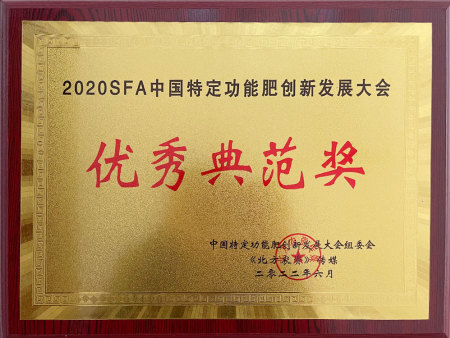 2020SFA中国特定功能肥创新发展大会
优秀典范奖
中国特定功能肥创新发展大会组委会
《北方农资》传媒
二〇二二年六月